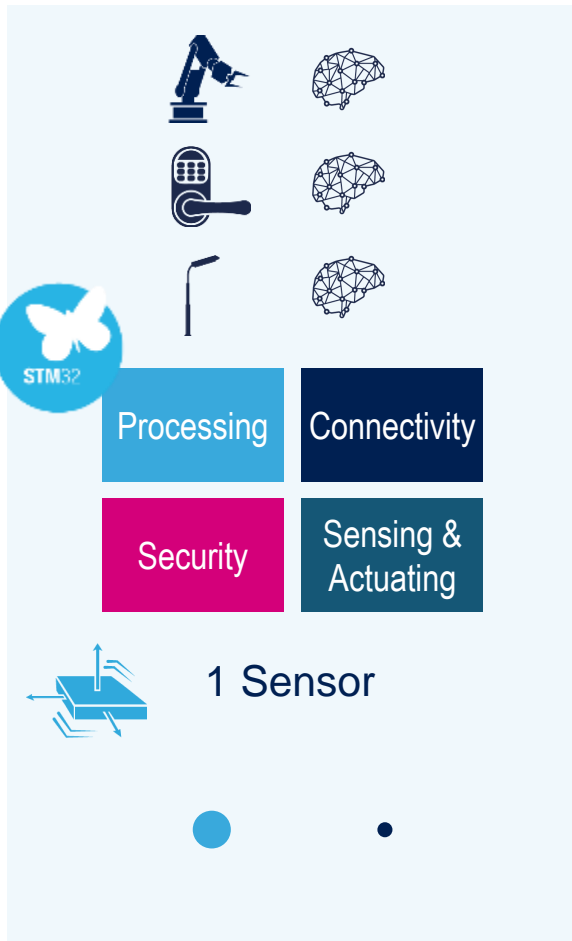 STM32
Processing
Connectivity
Security
Sensing &
Actuating
1 Sensor